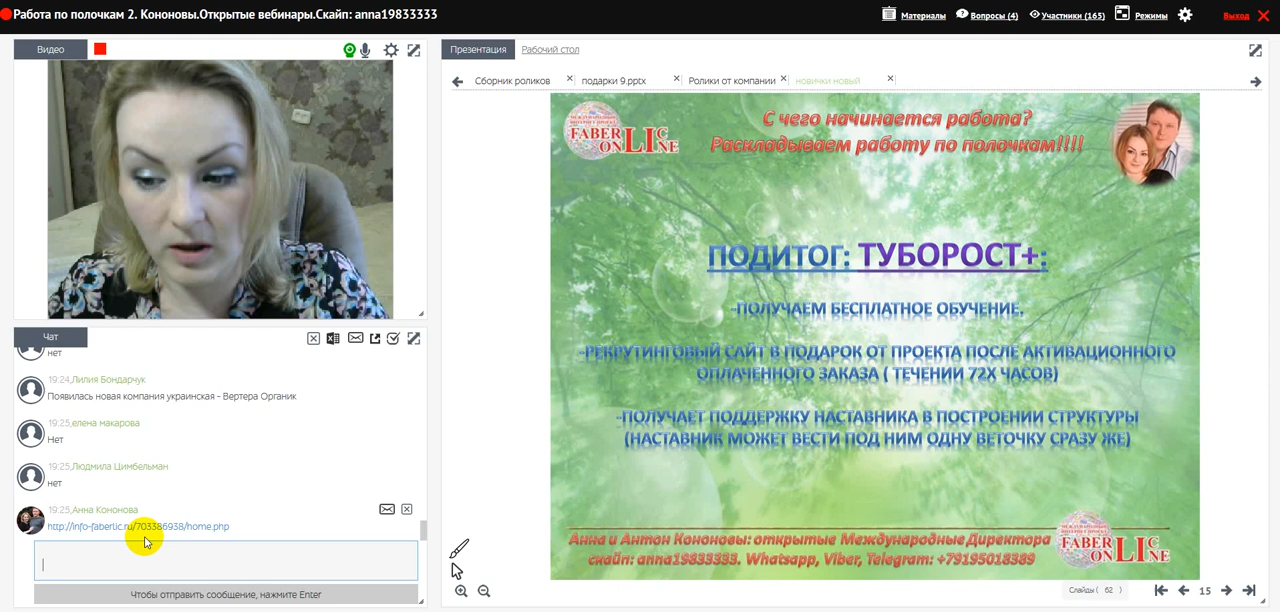 Работа по полочкам 2. Кононовы.Открытые вебинары.Скайп: anna19833333
Материалы
Вопросы (4)
Участники (165)
Режимы
Выход
Видео
Презентация
Рабочий стол
Сборник роликов
подарки 9.pptx
Ролики от компании
новички новый
МЕЖДУНАРОДНЫЙ
ИНТЕРНЕТ-ПРОЕКТ
FABERLIC
ONLINE
С чего начинается работа?
Раскладываем работу по полочкам!!!!
ПОДИТОГ: ТУБОРОСТ+:
-ПОЛУЧАЕМ БЕСПЛАТНОЕ ОБУЧЕНИЕ.
-РЕКРУТИНГОВЫЙ САЙТ В ПОДАРОК ОТ ПРОЕКТА ПОСЛЕ АКТИВАЦИОННОГО
ОПЛАЧЕННОГО ЗАКАЗА ( ТЕЧЕНИИ 72Х ЧАСОВ)
-ПОЛУЧАЕТ ПОДДЕРЖКУ НАСТАВНИКА В ПОСТРОЕНИИ СТРУКТУРЫ
(НАСТАВНИК МОЖЕТ ВЕСТИ ПОД НИМ ОДНУ ВЕТОЧКУ СРАЗУ ЖЕ)
Анна и Антон Кононовы: открытые Международные Директора
скайп: anna19833333. Whatsapp, Viber, Telegram: +79195018389
FABERLIC
ONLINE
Слайды ( 62 )
15
Чат
нет
19:24,Лилия Бондарчук
Появилась новая компания украинская - Вертера Органик
19:25,елена макарова
Нет
19:25,Людмила Цимбельман
нет
19:25,Анна Кононова
http://info-faberlic.ru/703386938/home.php
Чтобы отправить сообщение, нажмите Enter